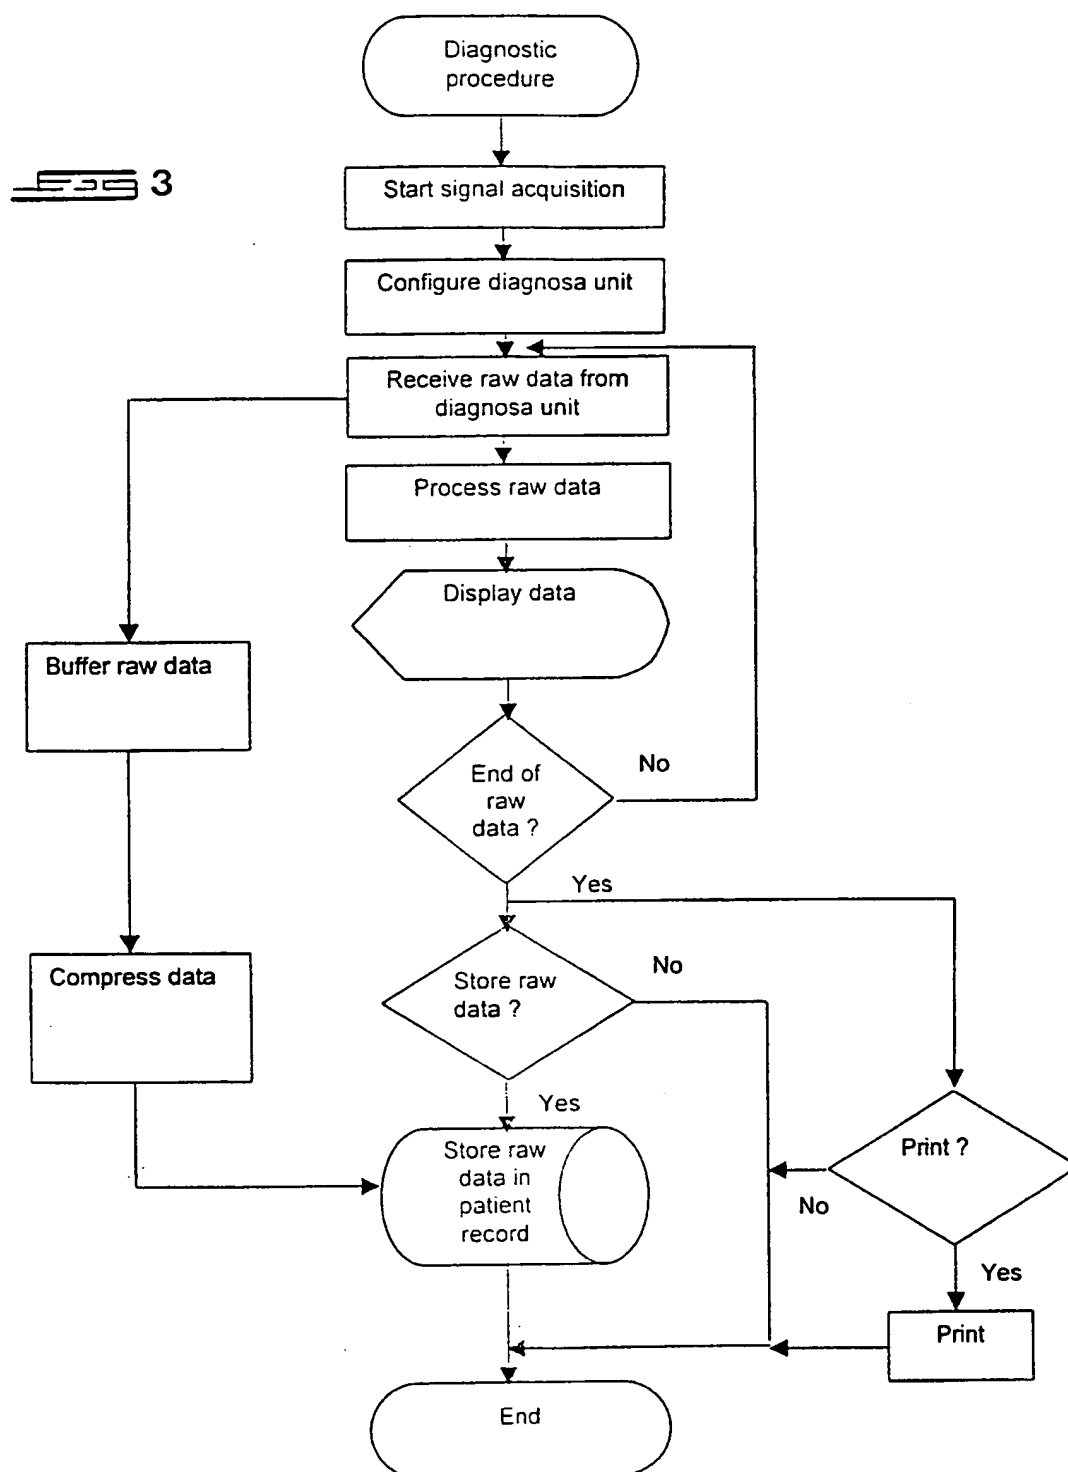 Diagnostic
procedure
3
Start signal acquisition
Configure diagnosa unit
Receive raw data from
diagnosa unit
Process raw data
Display data
Buffer raw data
End of
raw
data ?
No
Yes
Compress data
Store raw
data ?
No
Yes
Store raw
data in
patient
record
Print ?
No
Yes
Print
End